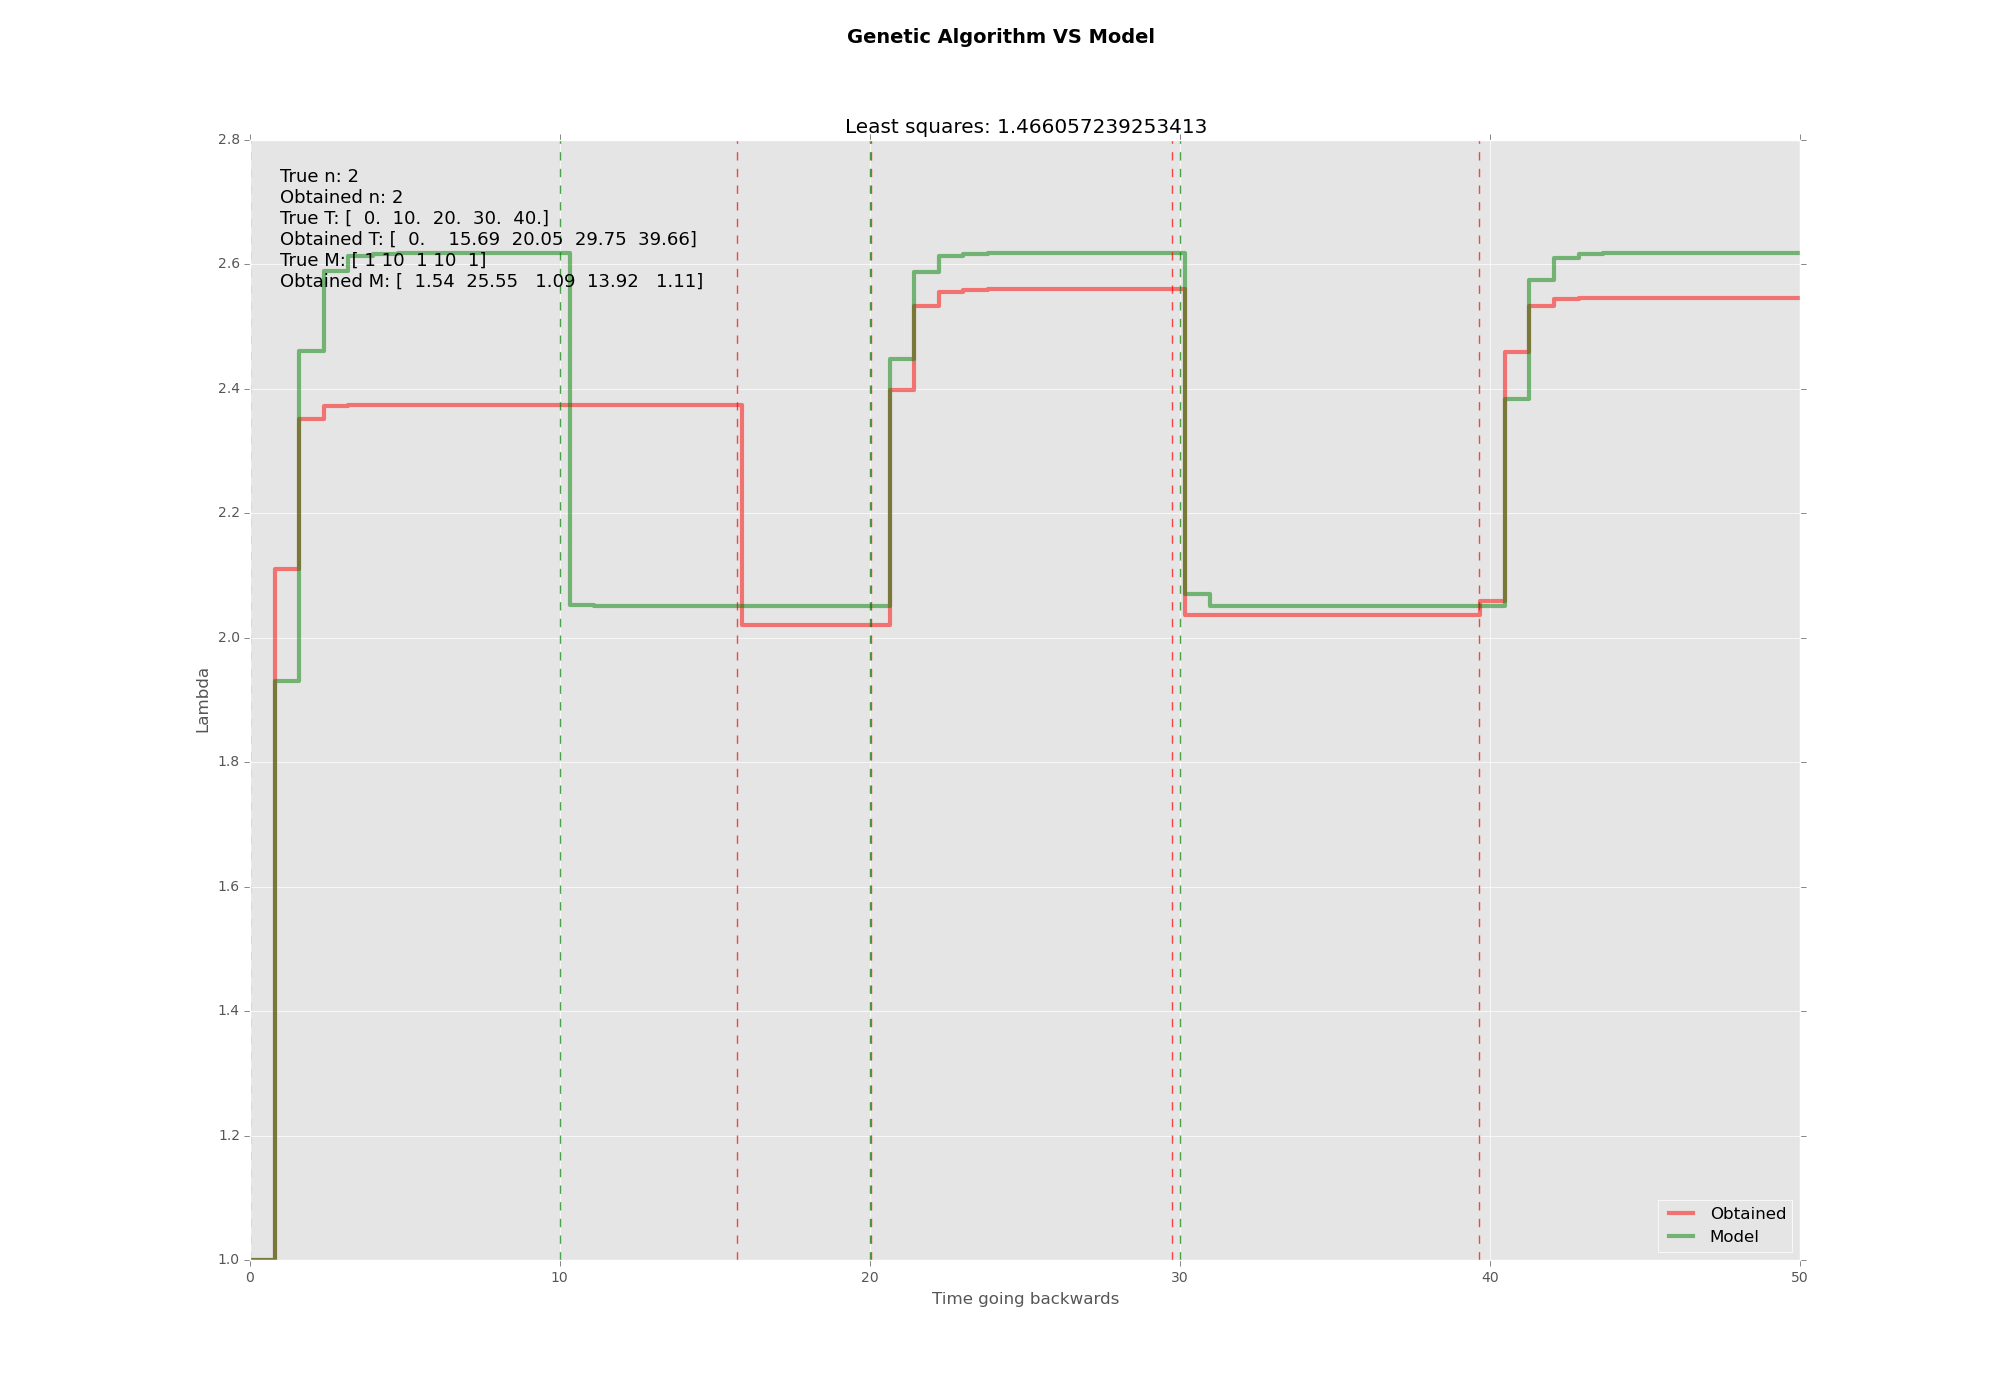 Genetic Algorithm VS Model
Least squares: 1.466057239253413
2.8
True n: 2
Obtained n: 2
True T: [  0.  10.  20.  30.  40.]
Obtained T: [  0.    15.69  20.05  29.75  39.66]
True M: [ 1 10  1 10  1]
Obtained M: [  1.54  25.55   1.09  13.92   1.11]
2.6
2.4
2.2
2.0
1.8
1.6
1.4
1.2
1.0
Lambda
Obtained
Model
0 10 20 30 40 50
Time going backwards